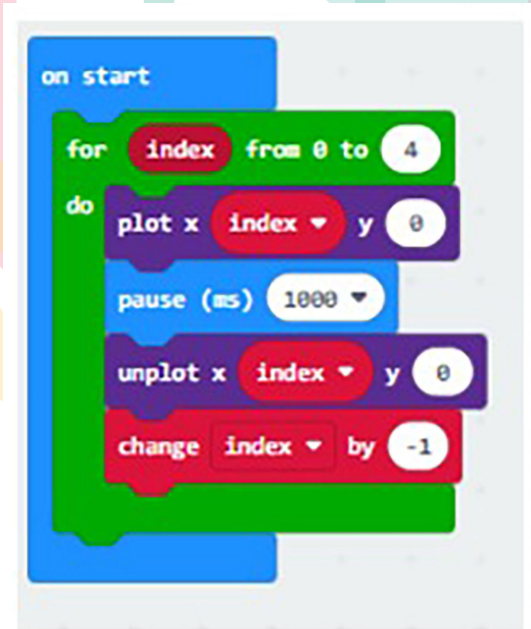 on start
for index from 0 to 4
do
plot x index y 0
pause (ms) 1000
unplot x index y 0
change index by -1